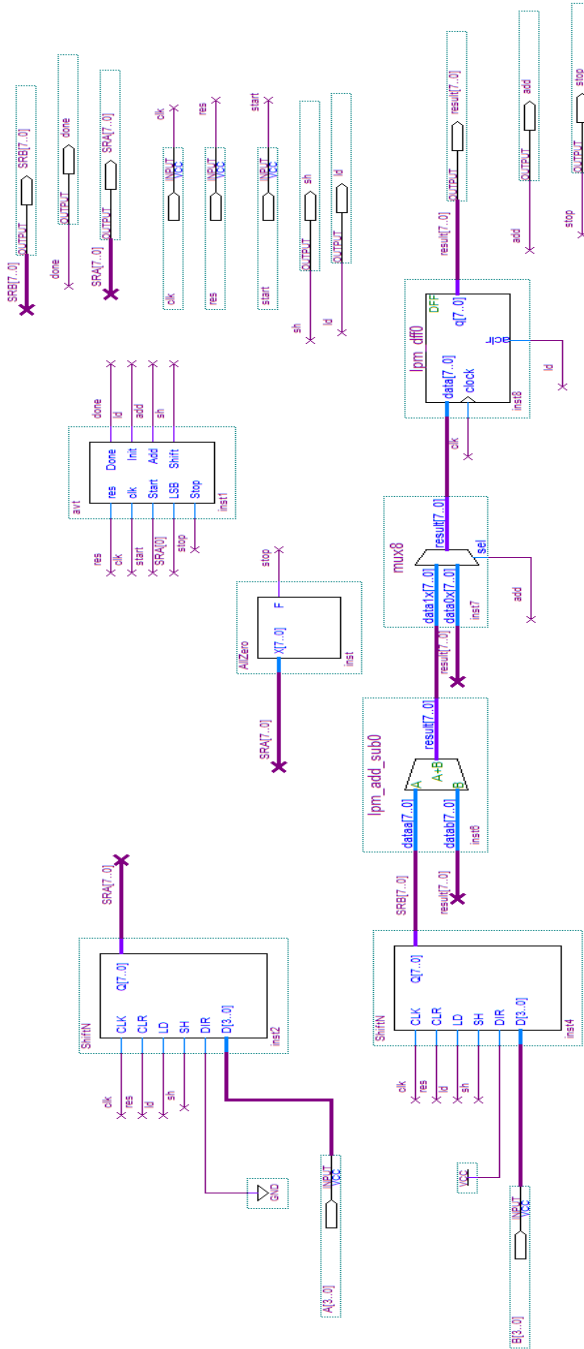 ShiftN
CLK
CLR
LD
SH
DIR
D[3..0]
Q[7..0]
inst2
clk
res
ld
sh
GND
SRA[7..0]
A[3..0]
INPUT
VCC
avt
res
clk
Start
LSB
Stop
Done
Init
Add
Shift
inst1
res
clk
start
SRA[0]
stop
done
ld
add
sh
SRB[7..0]
OUTPUT
SRB[7..0]
done
OUTPUT
done
SRA[7..0]
OUTPUT
SRA[7..0]
clk
INPUT
VCC
clk
res
INPUT
VCC
res
start
INPUT
VCC
start
sh
OUTPUT
sh
ld
OUTPUT
ld
AllZero
X[7..0]
F
inst
SRA[7..0]
stop
ShiftN
CLK
CLR
LD
SH
DIR
D[3..0]
Q[7..0]
inst4
clk
res
ld
sh
VCC
B[3..0]
INPUT
VCC
SRB[7..0]
result[7..0]
lpm_add_sub0
dataa[7..0]
datab[7..0]
A
B
A+B
result[7..0]
inst6
result[7..0]
mux8
data1x[7..0]
data0x[7..0]
result[7..0]
sel
inst7
add
lpm_dff0
DFF
data[7..0]
clock
q[7..0]
aclr
inst8
clk
ld
result[7..0]
OUTPUT
result[7..0]
add
OUTPUT
add
stop
OUTPUT
stop